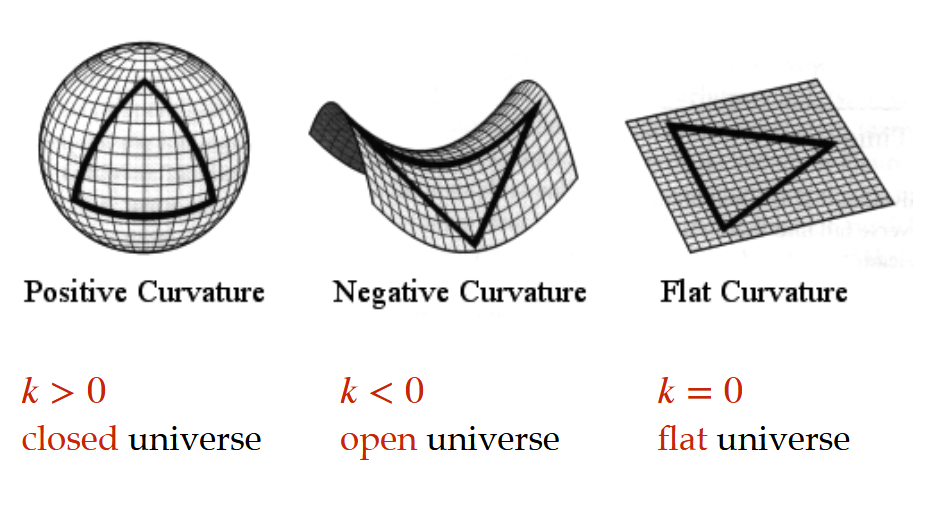 Positive Curvature
Negative Curvature
Flat Curvature
k > 0
k < 0
k = 0
closed universe
open universe
flat universe